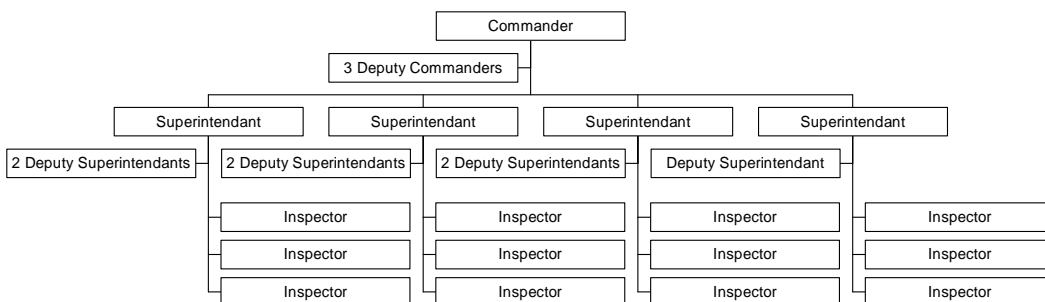 Commander
3 Deputy Commanders
Superintendant
Superintendant
Superintendant
Superintendant
2 Deputy Superintendants
2 Deputy Superintendants
2 Deputy Superintendants
Deputy Superintendant
Inspector
Inspector
Inspector
Inspector
Inspector
Inspector
Inspector
Inspector
Inspector
Inspector
Inspector
Inspector